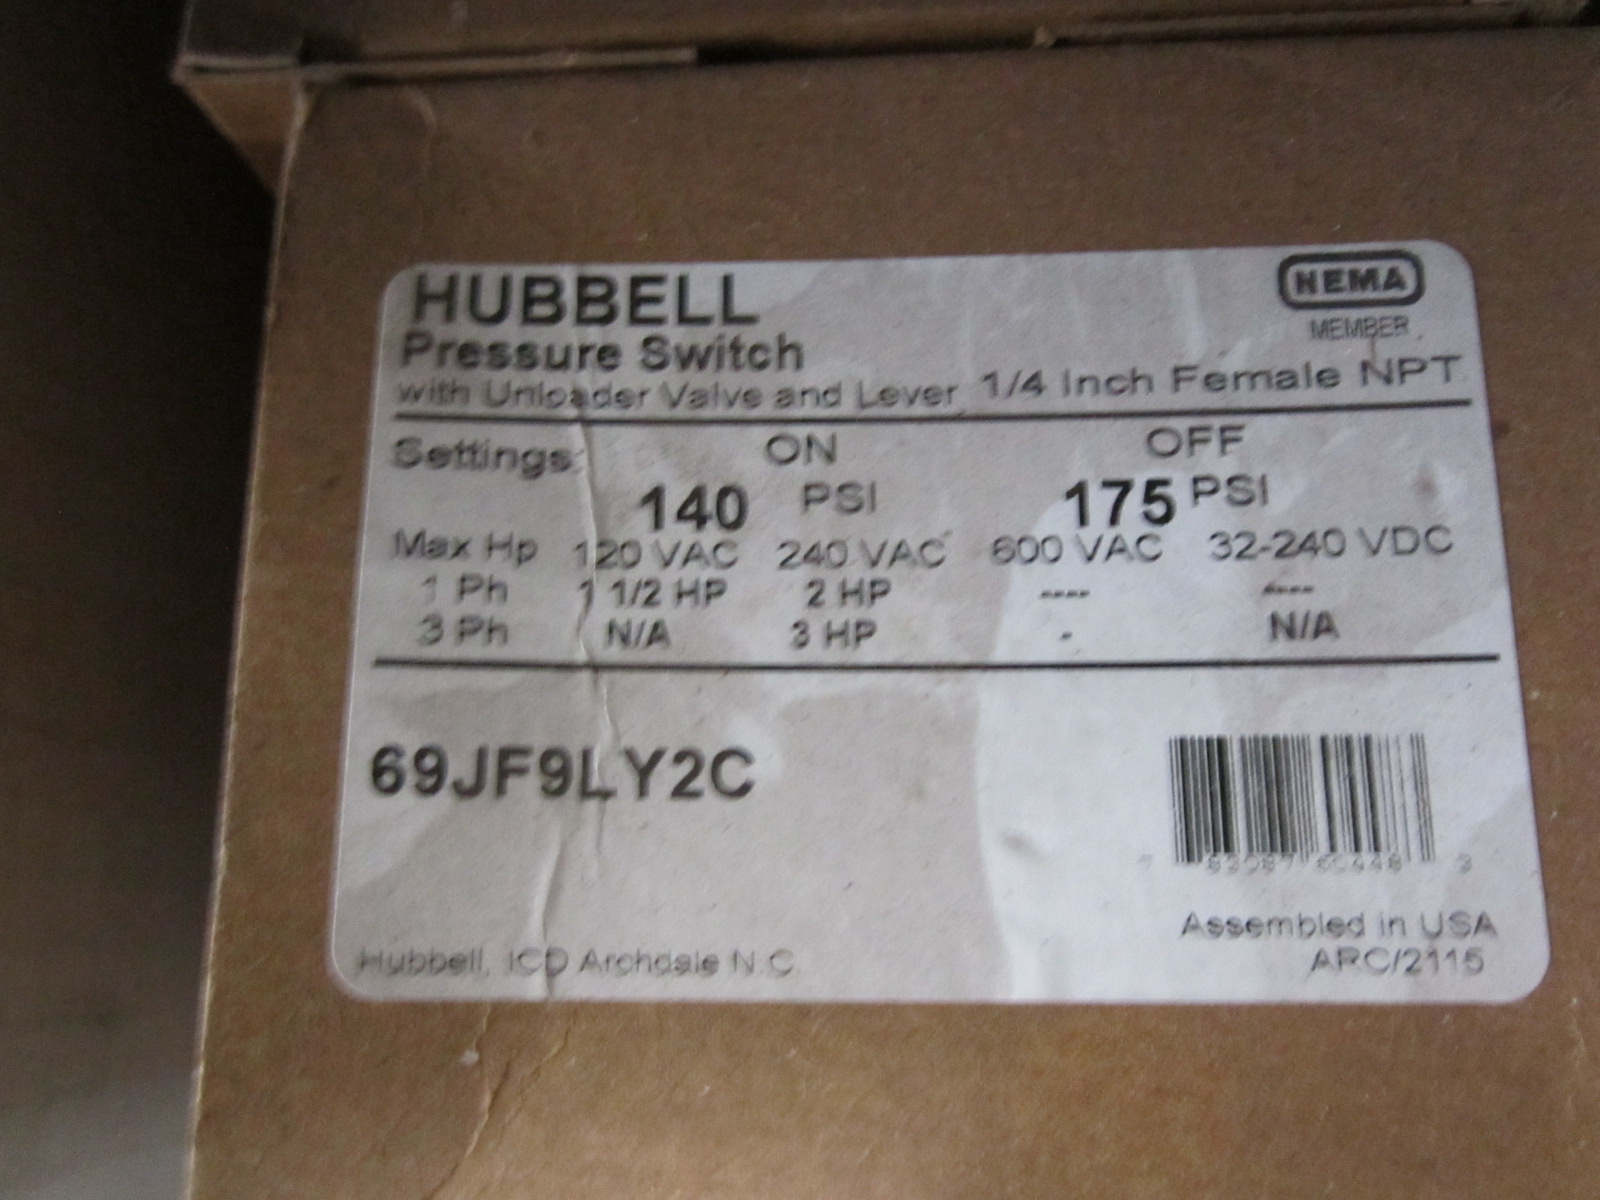 HUBBELL
NEMA
MEMBER
Pressure Switch
with Unloader Valve and Lever 1/4 Inch Female NPT
Settings: ON OFF
140 PSI 175 PSI
Max Hp 120 VAC 240 VAC 600 VAC 32-240 VDC
1 Ph 1 1/2 HP 2 HP ---- ----
3 Ph N/A 3 HP - N/A
69JF9LY2C
Assembled in USA
Hubbell, ICD Archdale N.C. ARC/2115